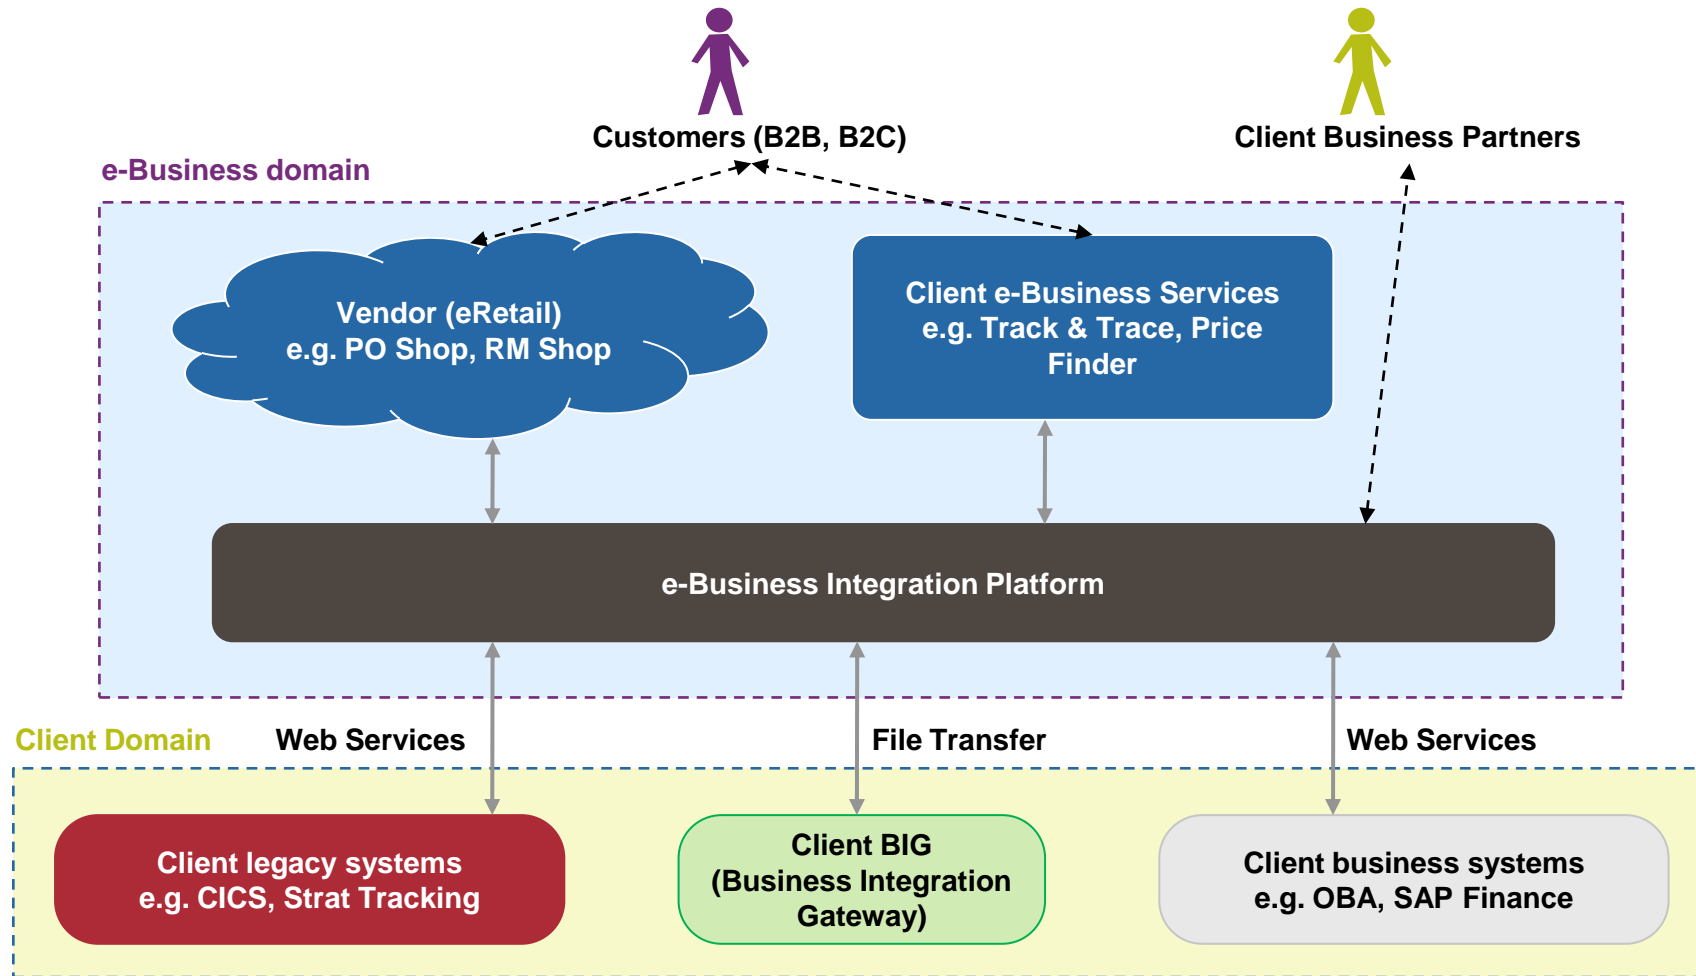 Customers (B2B, B2C)
Client Business Partners
e-Business domain
Vendor (eRetail)
e.g. PO Shop, RM Shop
Client e-Business Services
e.g. Track & Trace, Price
Finder
e-Business Integration Platform
Client Domain
Web Services
File Transfer
Web Services
Client legacy systems
e.g. CICS, Strat Tracking
Client BIG
(Business Integration
Gateway)
Client business systems
e.g. OBA, SAP Finance